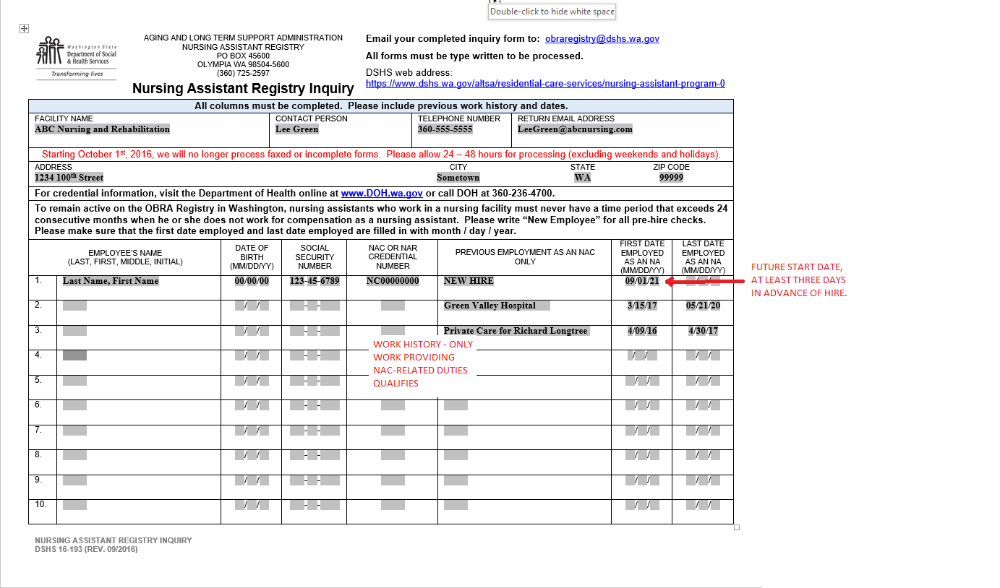 Double-click to hide white space
Washington State
Department of Social
& Health Services
Transforming lives
AGING AND LONG TERM SUPPORT ADMINISTRATION
NURSING ASSISTANT REGISTRY
PO BOX 45600
OLYMPIA WA 98504-5600
(360) 725-2597
Nursing Assistant Registry Inquiry
Email your completed inquiry form to: obraregistry@dshs.wa.gov
All forms must be type written to be processed.
DSHS web address:
https://www.dshs.wa.gov/altsa/residential-care-services/nursing-assistant-program-0
All columns must be completed. Please include previous work history and dates.
FACILITY NAME
ABC Nursing and Rehabilitation
CONTACT PERSON
Lee Green
TELEPHONE NUMBER
360-555-5555
RETURN EMAIL ADDRESS
LeeGreen@abcnursing.com
Starting October 1st, 2016, we will no longer process faxed or incomplete forms. Please allow 24 – 48 hours for processing (excluding weekends and holidays).
ADDRESS CITY STATE ZIP CODE
1234 100th Street Sometown WA 99999
For credential information, visit the Department of Health online at www.DOH.wa.gov or call DOH at 360-236-4700.
To remain active on the OBRA Registry in Washington, nursing assistants who work in a nursing facility must never have a time period that exceeds 24
consecutive months when he or she does not work for compensation as a nursing assistant. Please write “New Employee” for all pre-hire checks.
Please make sure that the first date employed and last date employed are filled in with month / day / year.
EMPLOYEE’S NAME
(LAST, FIRST, MIDDLE, INITIAL)
DATE OF
BIRTH
(MM/DD/YY)
SOCIAL
SECURITY
NUMBER
NAC OR NAR
CREDENTIAL
NUMBER
PREVIOUS EMPLOYMENT AS AN NAC
ONLY
FIRST DATE
EMPLOYED
AS AN NA
(MM/DD/YY)
LAST DATE
EMPLOYED
AS AN NA
(MM/DD/YY)
1. Last Name, First Name 00/00/00 123-45-6789 NC00000000 NEW HIRE 09/01/21 / /
FUTURE START DATE,
AT LEAST THREE DAYS
IN ADVANCE OF HIRE.
2. / / - - Green Valley Hospital 3/15/17 05/21/20
3. / / - - Private Care for Richard Longtree 4/09/16 4/30/17
WORK HISTORY - ONLY
WORK PROVIDING
NAC-RELATED DUTIES
QUALIFIES
4. / / - - / / / /
5. / / - - / / / /
6. / / - - / / / /
7. / / - - / / / /
8. / / - - / / / /
9. / / - - / / / /
10. / / - - / / / /
NURSING ASSISTANT REGISTRY INQUIRY
DSHS 16-193 (REV. 09/2016)